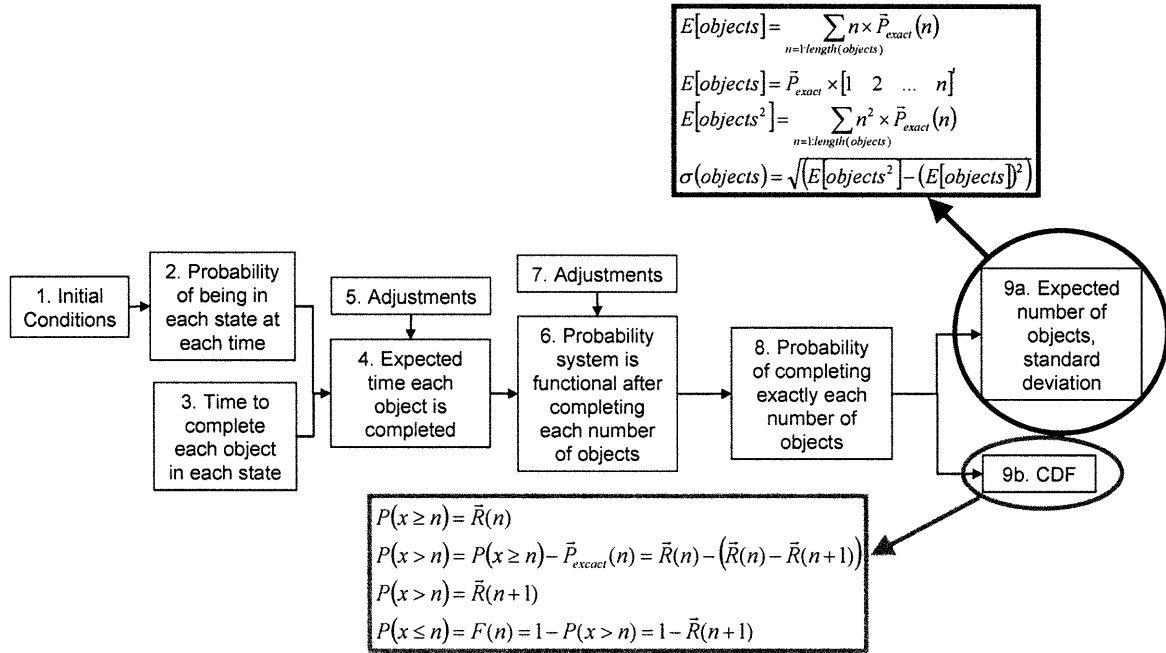 E[objects] = ∑ n × P⃗exact(n)
n=1:length(objects)
E[objects] = P⃗exact × [1 2 ... n]'
E[objects²] = ∑ n² × P⃗exact(n)
n=1:length(objects)
σ(objects) = √((E[objects²] − (E[objects])²)
1. Initial
Conditions
2. Probability
of being in
each state at
each time
3. Time to
complete
each object
in each state
5. Adjustments
4. Expected
time each
object is
completed
7. Adjustments
6. Probability
system is
functional after
completing
each number
of objects
8. Probability
of completing
exactly each
number of
objects
9a. Expected
number of
objects,
standard
deviation
9b. CDF
P(x ≥ n) = R⃗(n)
P(x > n) = P(x ≥ n) − P⃗excact(n) = R⃗(n) − (R⃗(n) − R⃗(n+1))
P(x > n) = R⃗(n+1)
P(x ≤ n) = F(n) = 1 − P(x > n) = 1 − R⃗(n+1)